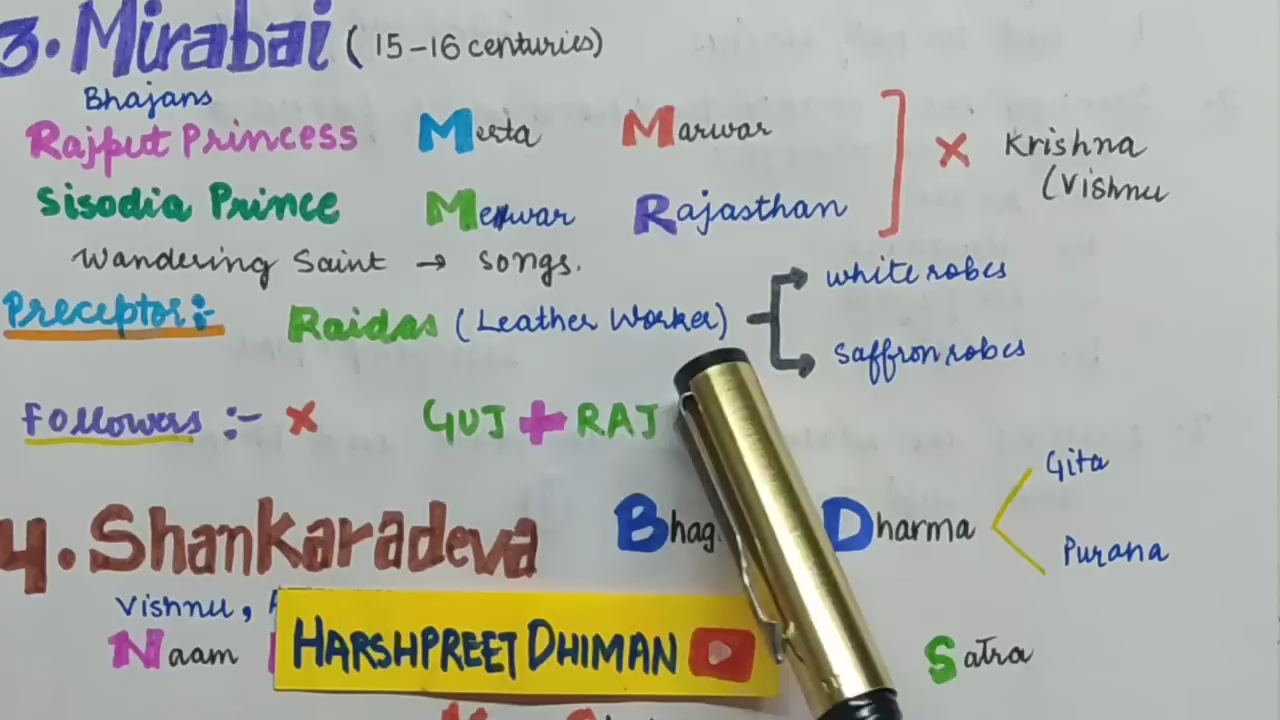 3. Mirabai (15-16 centuries)
Bhajans
Rajput Princess Merta Marwar
Krishna
(Vishnu
Sisodia Prince Mewar Rajasthan
Wandering Saint → Songs.
white robes
Preceptor:- Raidas (Leather Worker)
saffron robes
Followers :- × GUJ + RAJ
Gita
4. Shankaradeva Bhag. Dharma
Purana
Vishnu,
Naam Satra
HARSHPREET DHIMAN